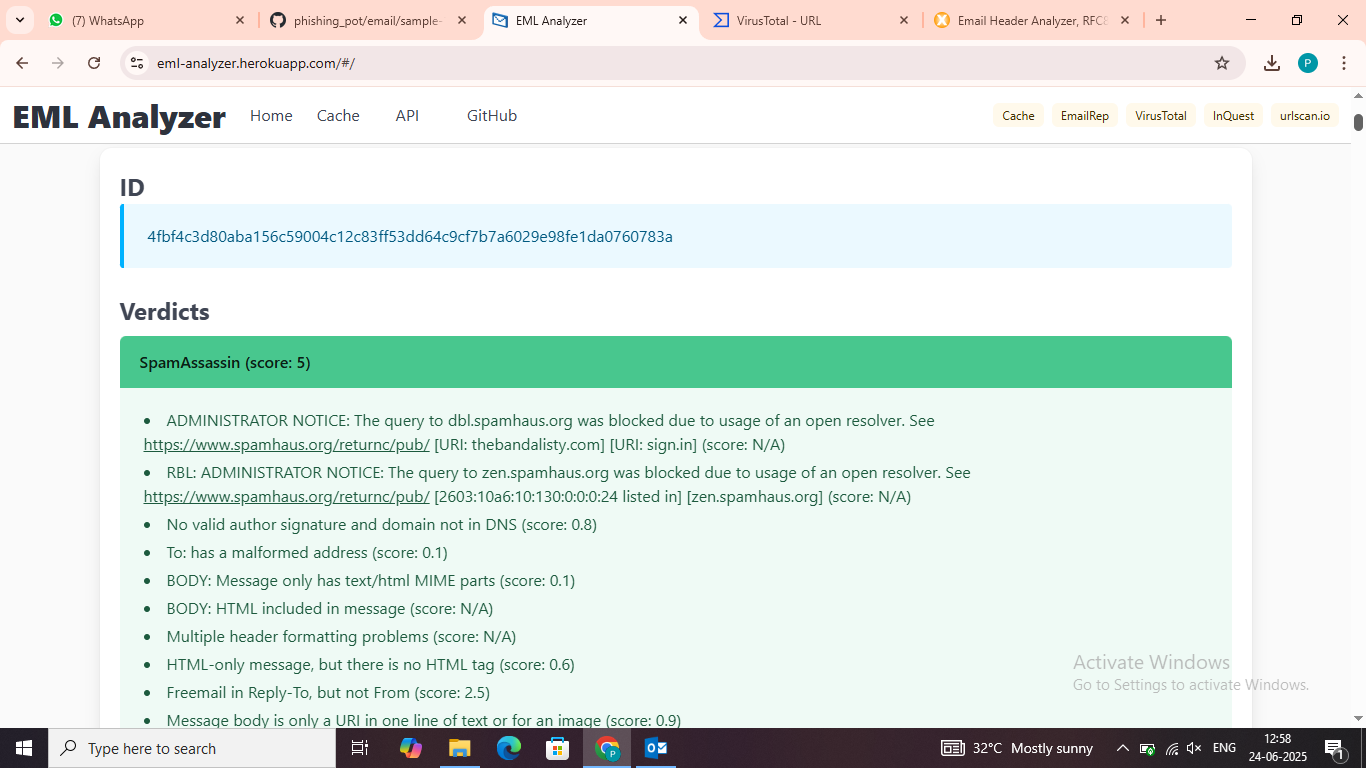 (7) WhatsApp
phishing_pot/email/sample-
EML Analyzer
VirusTotal - URL
Email Header Analyzer, RFC8
eml-analyzer.herokuapp.com/#/
P
EML Analyzer
Home
Cache
API
GitHub
Cache
EmailRep
VirusTotal
InQuest
urlscan.io
ID
4fbf4c3d80aba156c59004c12c83ff53dd64c9cf7b7a6029e98fe1da0760783a
Verdicts
SpamAssassin (score: 5)
• ADMINISTRATOR NOTICE: The query to dbl.spamhaus.org was blocked due to usage of an open resolver. See
https://www.spamhaus.org/returnc/pub/ [URI: thebandalisty.com] [URI: sign.in] (score: N/A)
• RBL: ADMINISTRATOR NOTICE: The query to zen.spamhaus.org was blocked due to usage of an open resolver. See
https://www.spamhaus.org/returnc/pub/ [2603:10a6:10:130:0:0:0:24 listed in] [zen.spamhaus.org] (score: N/A)
• No valid author signature and domain not in DNS (score: 0.8)
• To: has a malformed address (score: 0.1)
• BODY: Message only has text/html MIME parts (score: 0.1)
• BODY: HTML included in message (score: N/A)
• Multiple header formatting problems (score: N/A)
• HTML-only message, but there is no HTML tag (score: 0.6)
• Freemail in Reply-To, but not From (score: 2.5)
• Message body is only a URI in one line of text or for an image (score: 0.9)
Activate Windows
Go to Settings to activate Windows.
Type here to search
32°C Mostly sunny
ENG
12:58
24-06-2025
1